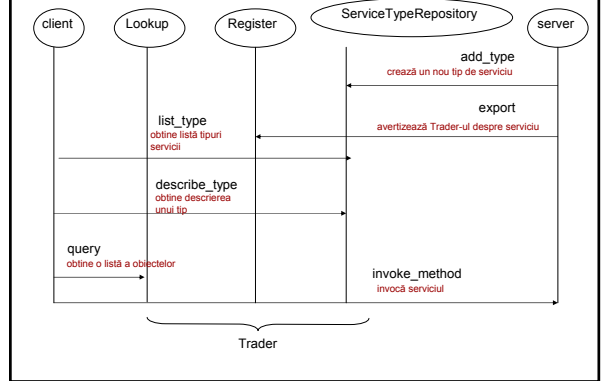 client
Lookup
Register
ServiceTypeRepository
server
add_type
crează un nou tip de serviciu
export
avertizează Trader-ul despre serviciu
list_type
obtine listă tipuri
servicii
describe_type
obtine descrierea
unui tip
query
obtine o listă a obiectelor
invoke_method
invocă serviciul
Trader